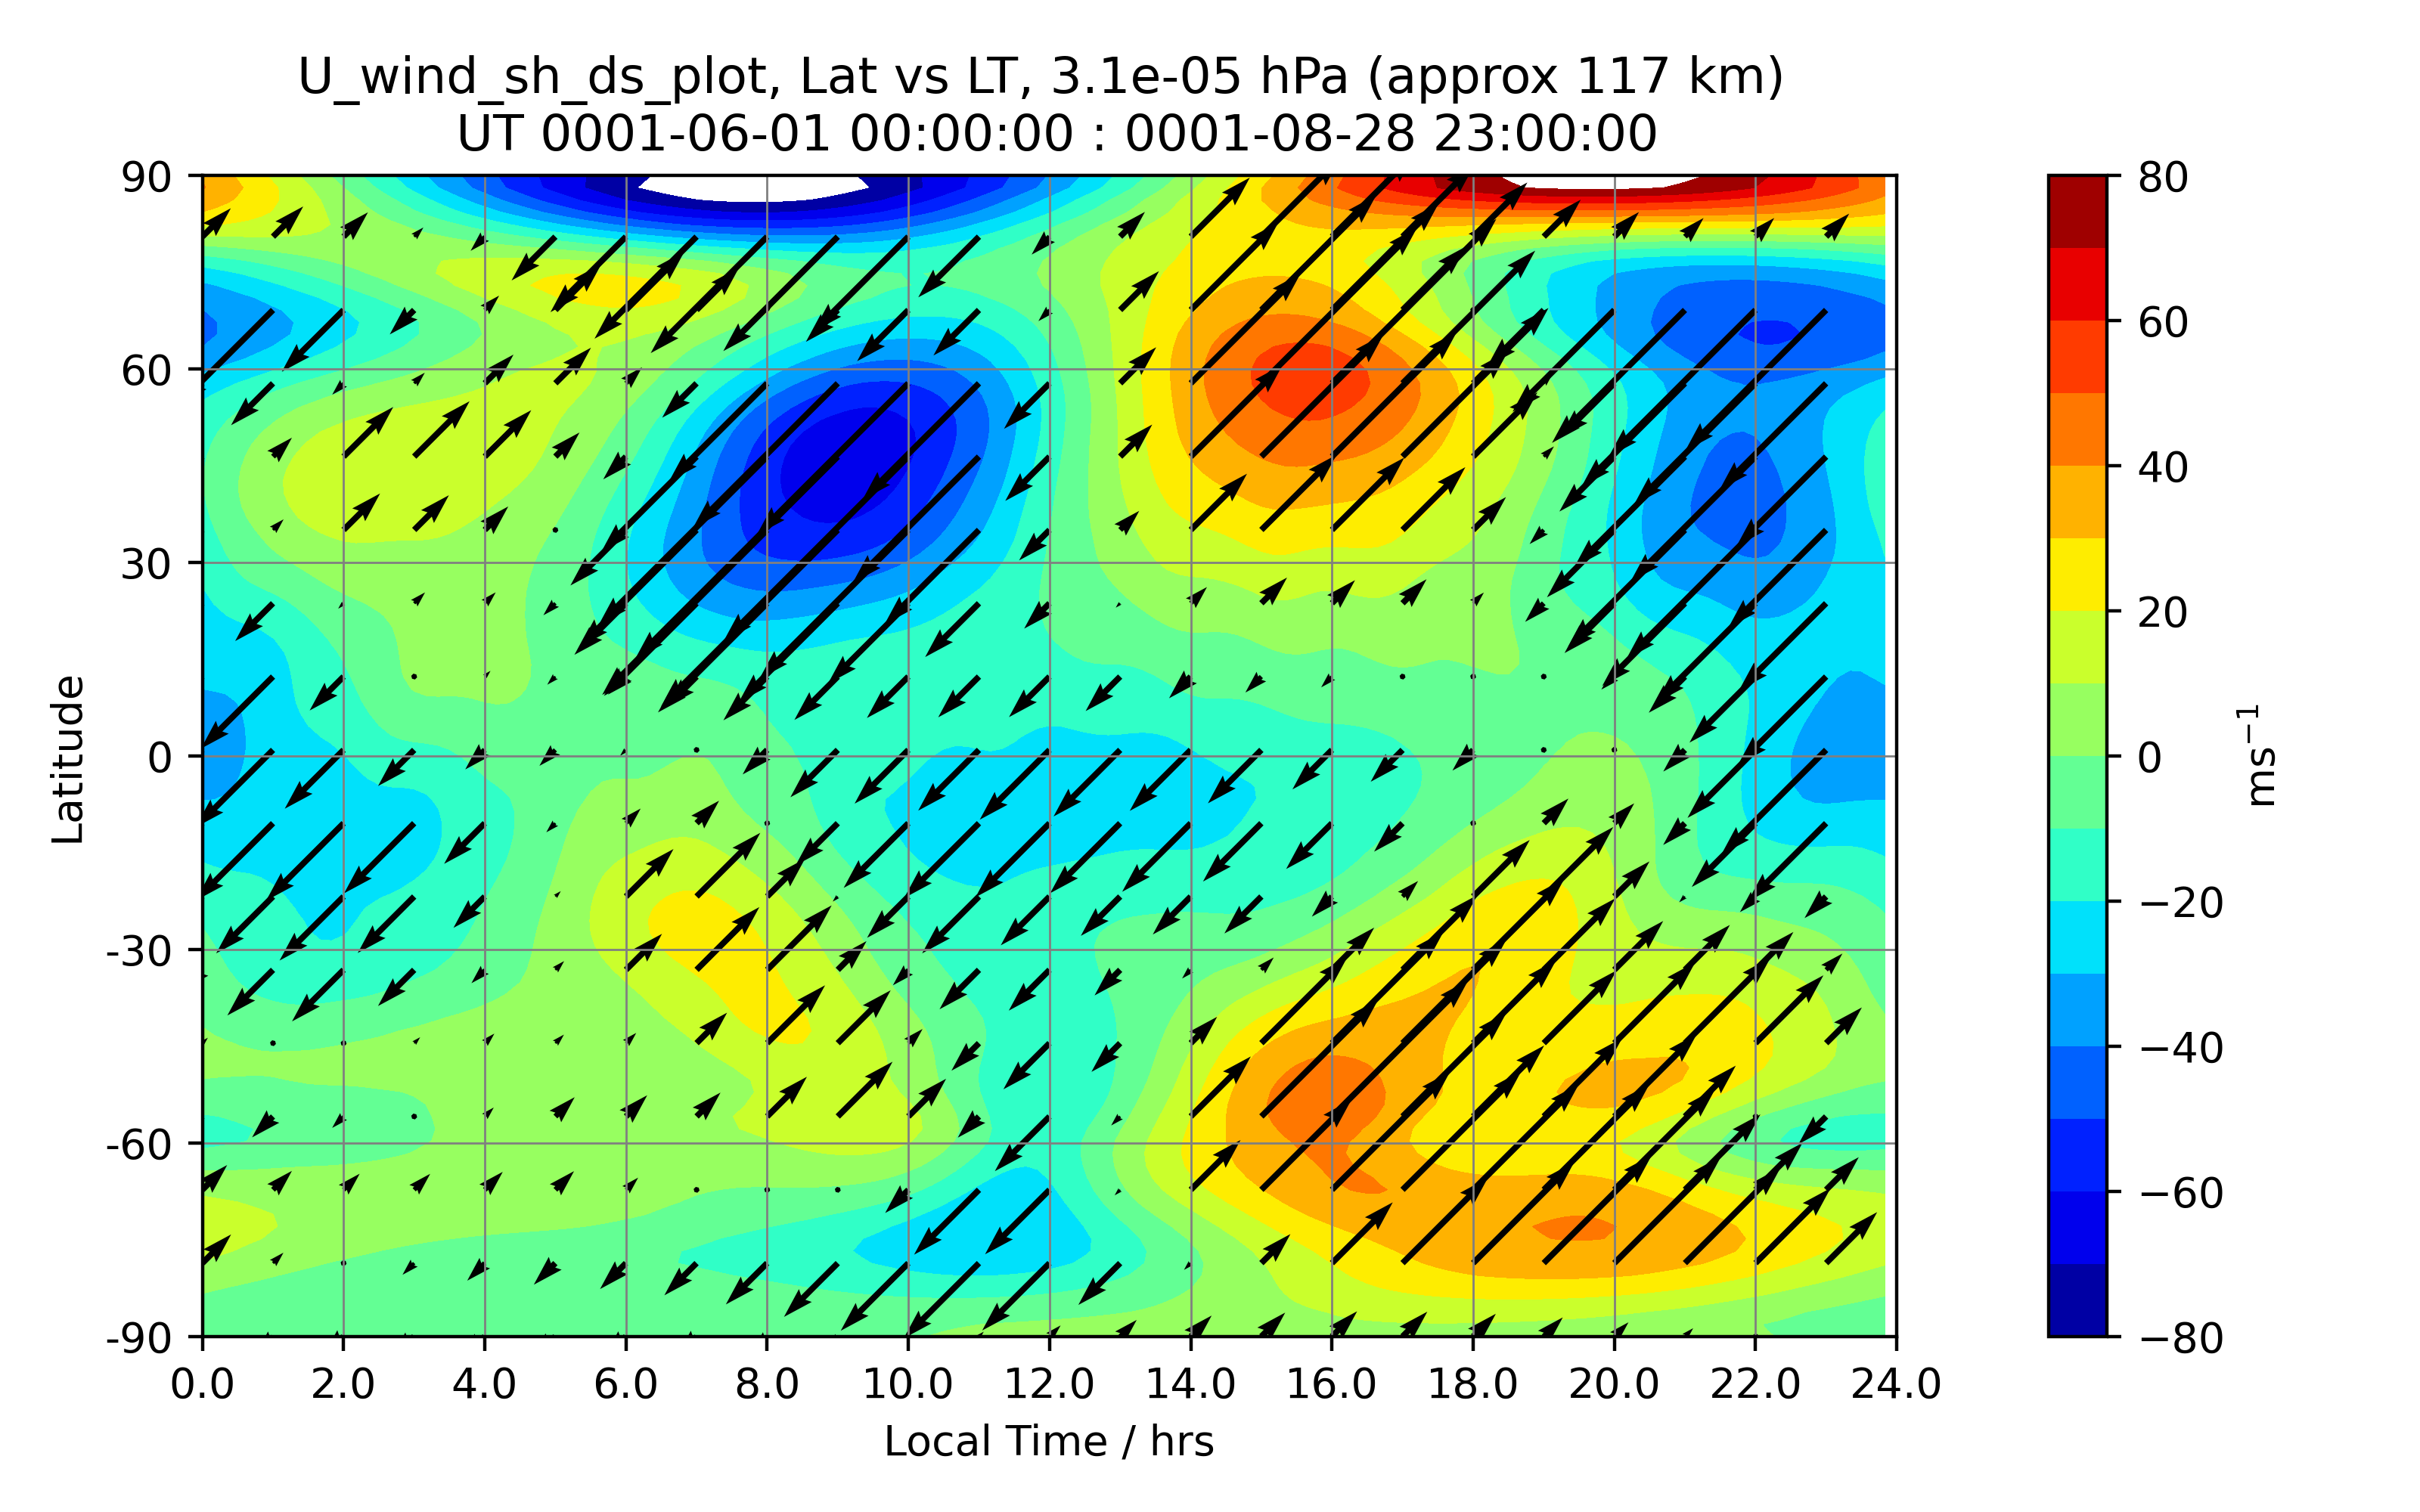 U_wind_sh_ds_plot, Lat vs LT, 3.1e-05 hPa (approx 117 km)
UT 0001-06-01 00:00:00 : 0001-08-28 23:00:00
90
60
30
0
-30
-60
-90
Latitude
0.0 2.0 4.0 6.0 8.0 10.0 12.0 14.0 16.0 18.0 20.0 22.0 24.0
Local Time / hrs
80
60
40
20
0
−20
−40
−60
−80
ms⁻¹